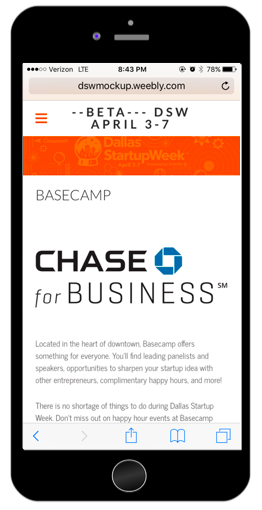 ●●●○○ Verizon LTE 8:43 PM 78%
dswmockup.weebly.com
--BETA--- DSW
APRIL 3-7
Dallas
StartupWeek
BASECAMP
CHASE
for BUSINESS℠
Located in the heart of downtown, Basecamp offers
something for everyone. You'll find leading panelists and
speakers, opportunities to sharpen your startup idea with
other entrepreneurs, complimentary happy hours, and more!
There is no shortage of things to do during Dallas Startup
Week. Don't miss out on happy hour events at Basecamp